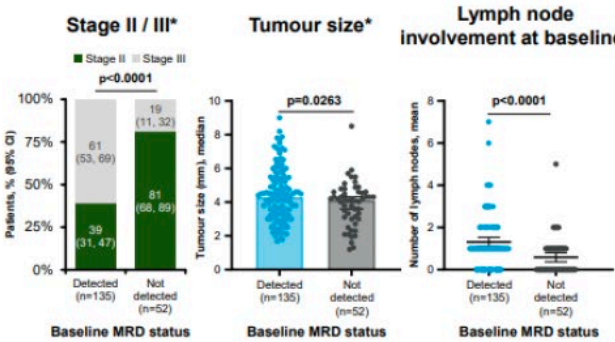 Stage II / III*
Stage II Stage III
p<0.0001
Patients, % (95% CI)
100%
75%
50%
25%
0%
61
(53, 69)
39
(31, 47)
19
(11, 32)
81
(68, 89)
Detected
(n=135)
Not
detected
(n=52)
Baseline MRD status
Tumour size*
p=0.0263
Tumour size (mm), median
10
8
6
4
2
0
Detected
(n=135)
Not
detected
(n=52)
Baseline MRD status
Lymph node
involvement at baseline
p<0.0001
Number of lymph nodes, mean
8
6
4
2
0
Detected
(n=135)
Not
detected
(n=52)
Baseline MRD status